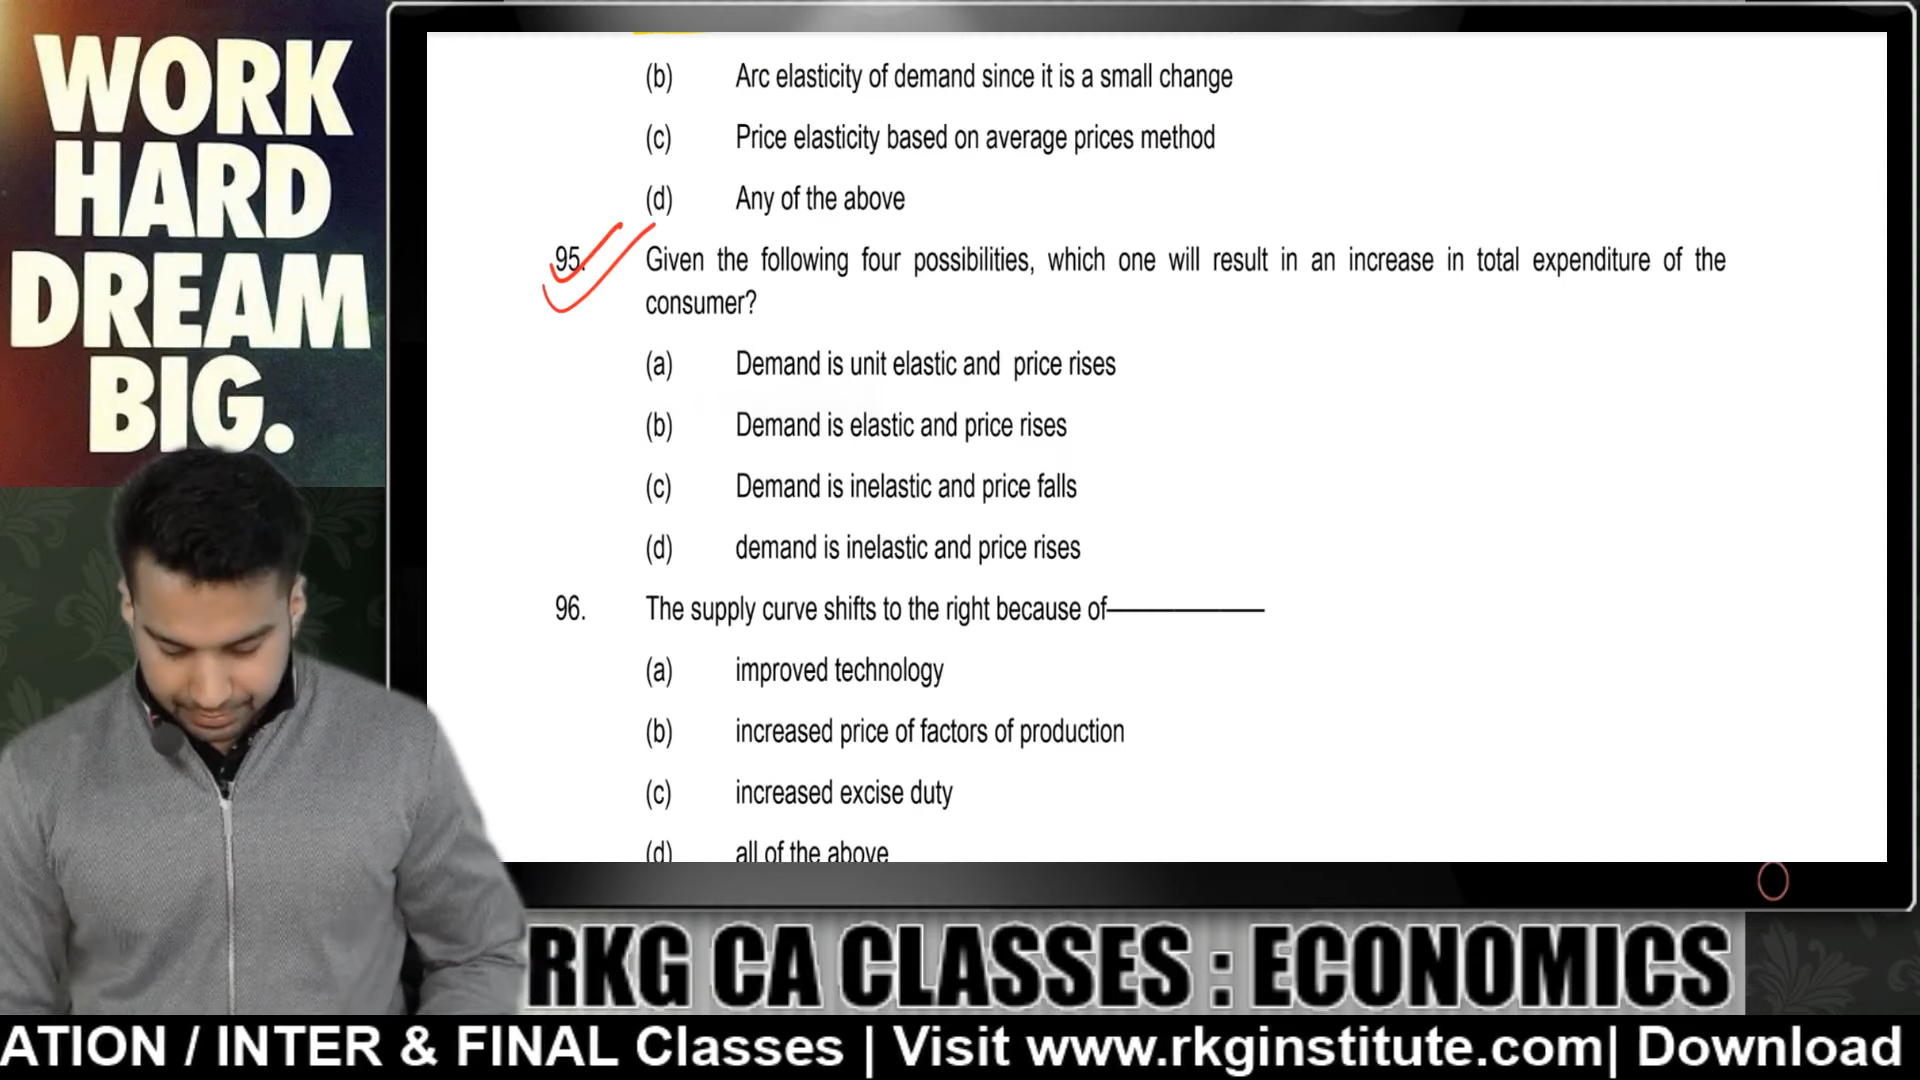 WORK
HARD
DREAM
BIG.
(b) Arc elasticity of demand since it is a small change
(c) Price elasticity based on average prices method
(d) Any of the above
95. Given the following four possibilities, which one will result in an increase in total expenditure of the
consumer?
(a) Demand is unit elastic and price rises
(b) Demand is elastic and price rises
(c) Demand is inelastic and price falls
(d) demand is inelastic and price rises
96. The supply curve shifts to the right because of—————
(a) improved technology
(b) increased price of factors of production
(c) increased excise duty
(d) all of the above
RKG CA CLASSES : ECONOMICS
ATION / INTER & FINAL Classes | Visit www.rkginstitute.com| Download